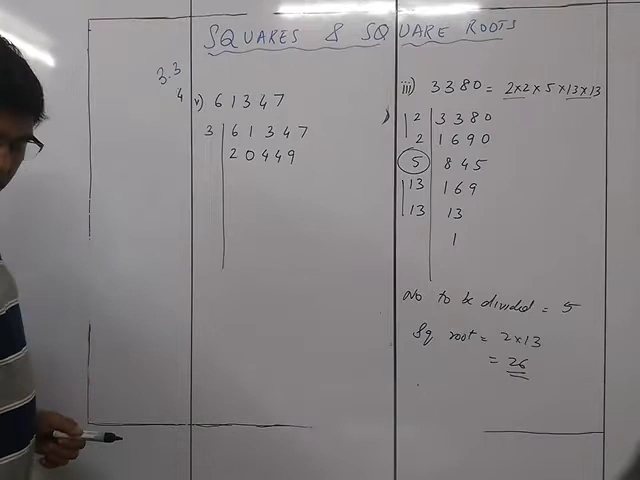 SQUARES & SQUARE ROOTS
3.3
4
v) 61347
3 | 61347
20449
iii) 3380 = 2×2×5×13×13
2 | 3380
2 | 1690
5 | 845
13 | 169
13 | 13
1
No to be divided = 5
Sq root = 2×13
= 26